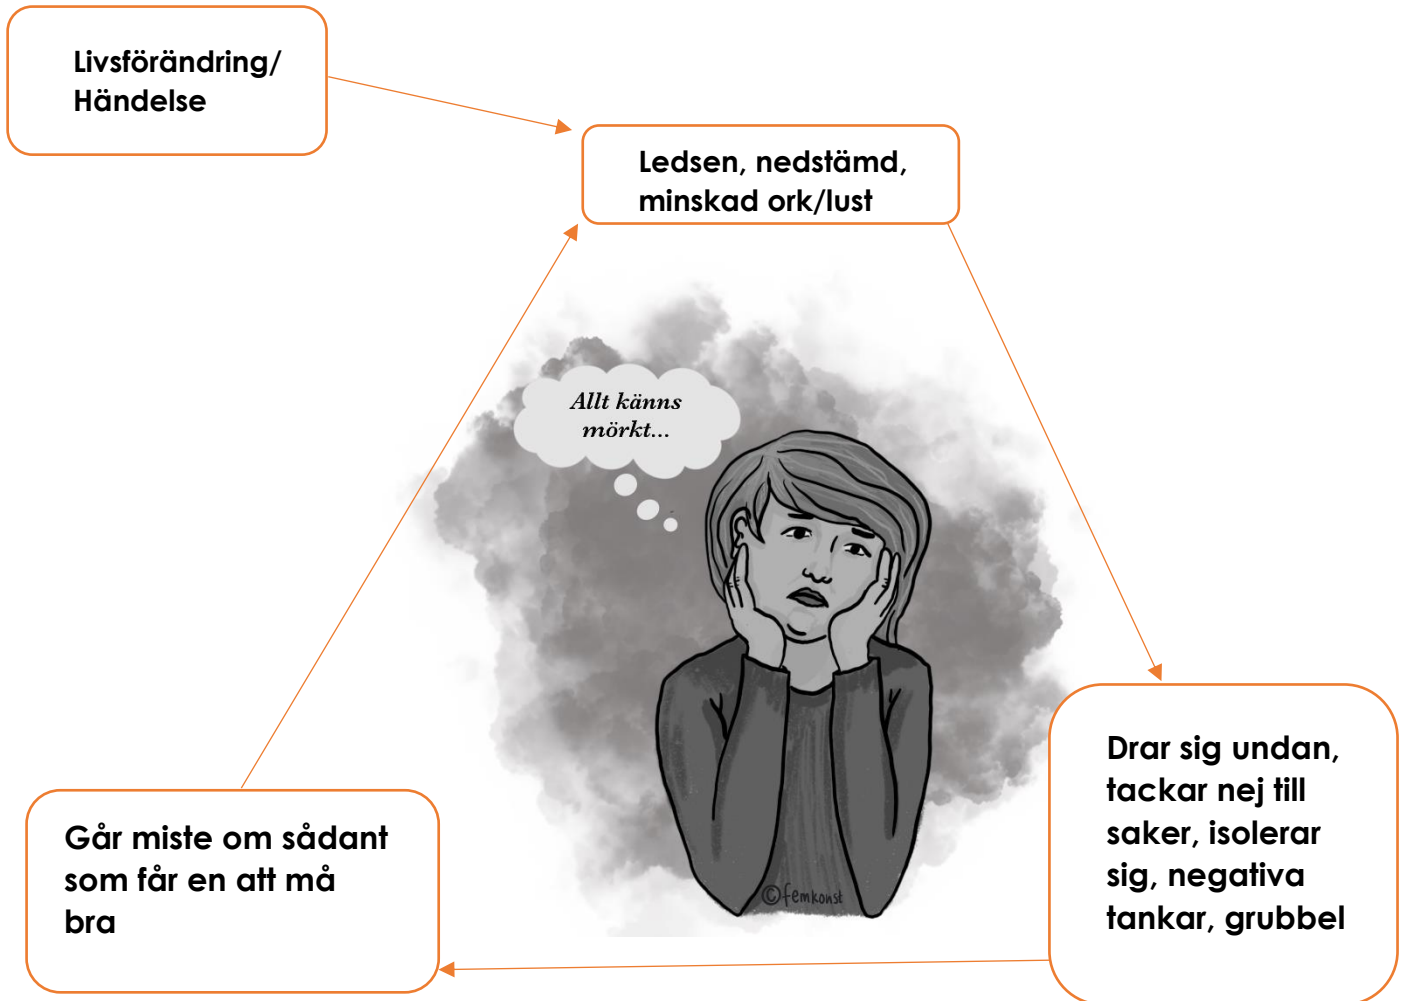 Livsförändring/
Händelse
Ledsen, nedstämd,
minskad ork/lust
Allt känns
mörkt...
Drar sig undan,
tackar nej till
saker, isolerar
sig, negativa
tankar, grubbel
Går miste om sådant
som får en att må
bra
©femkonst